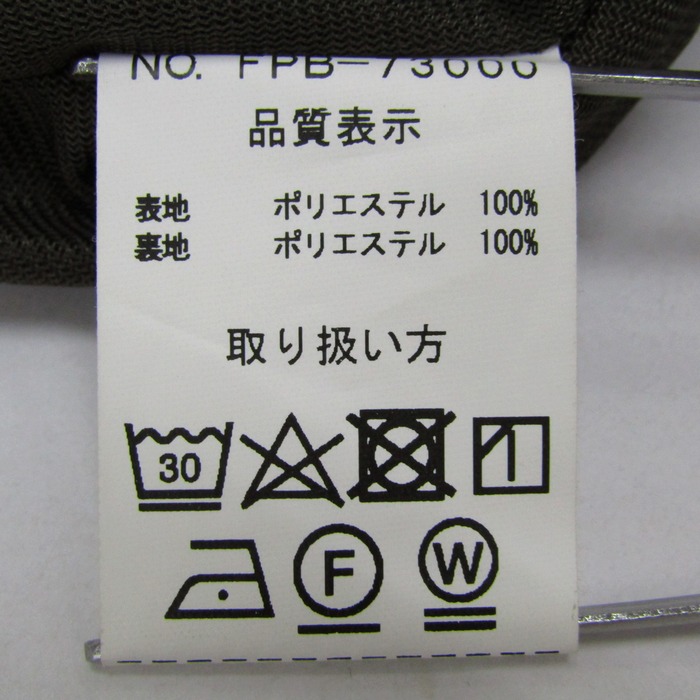 NO. FPB-73666
品質表示
表地 ポリエステル 100%
裏地 ポリエステル 100%
取り扱い方
30
F W